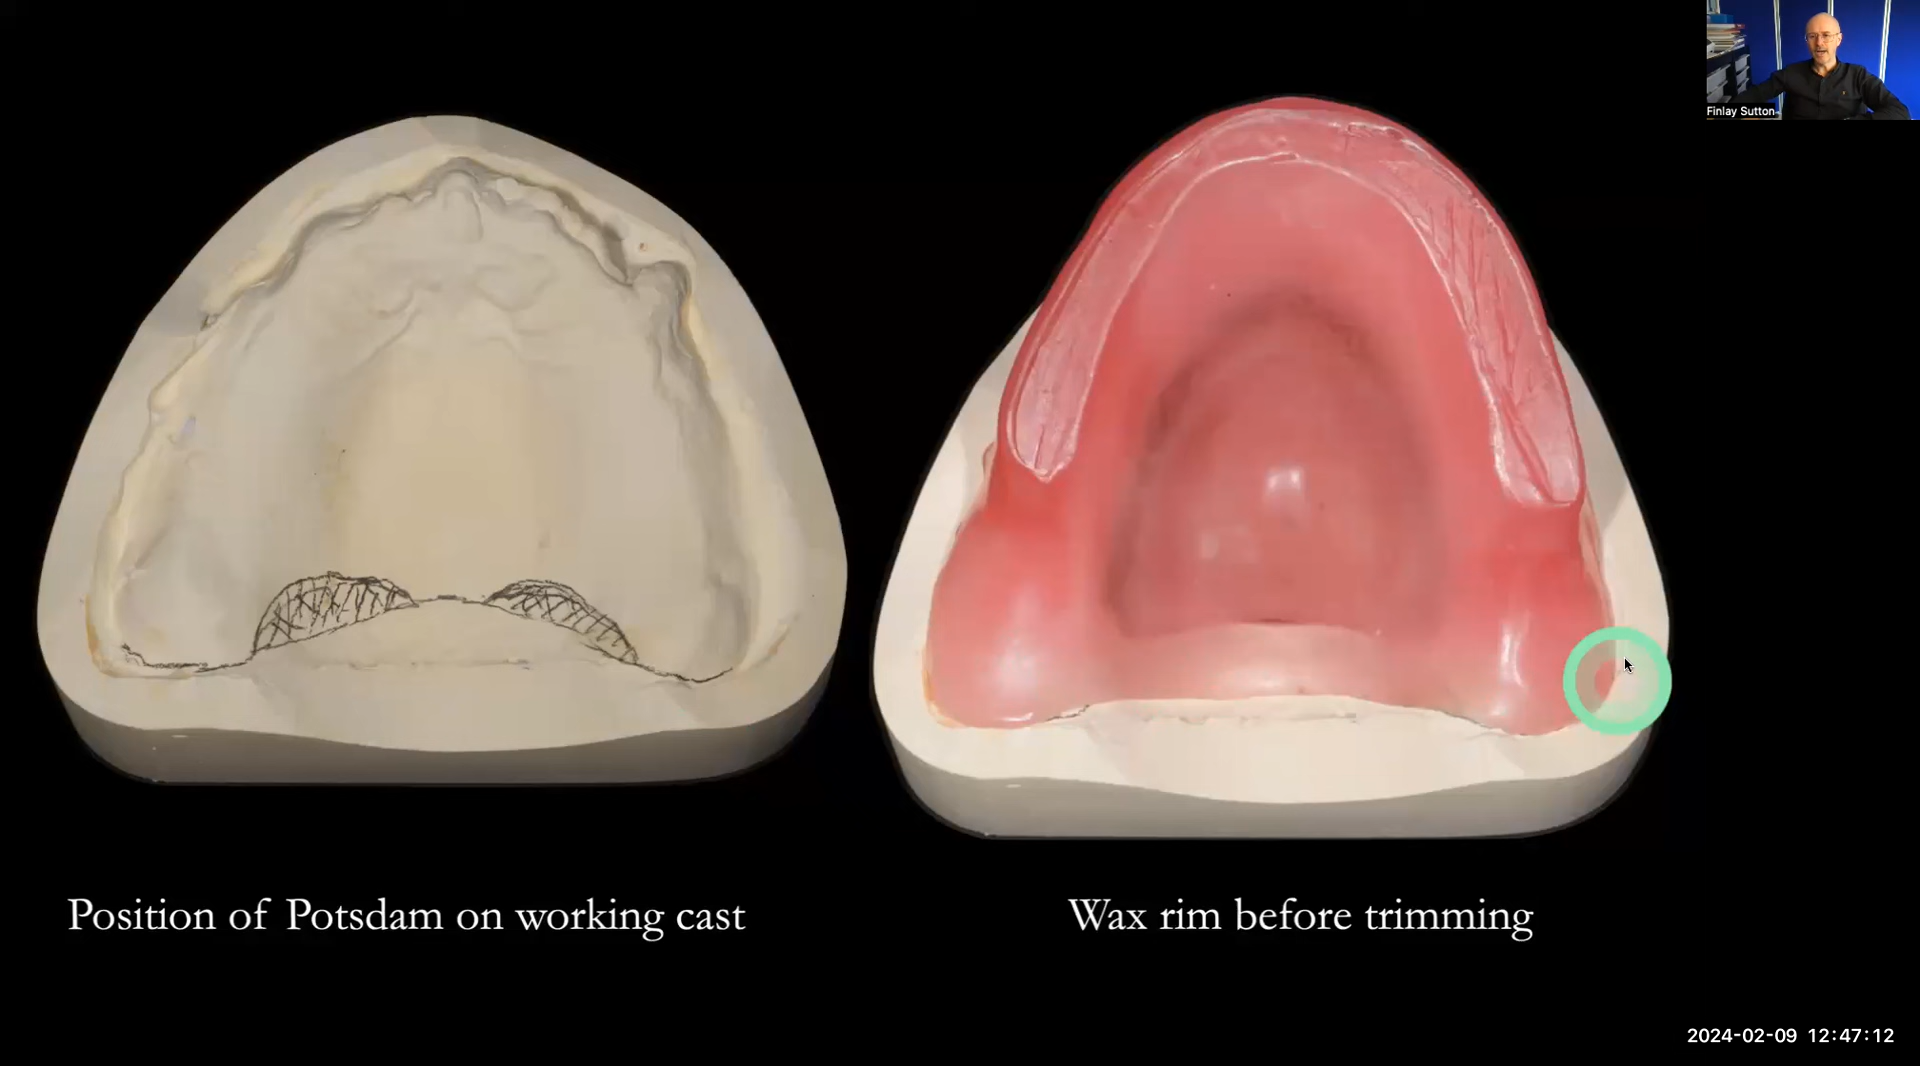 Finlay Sutton
Position of Potsdam on working cast
Wax rim before trimming
2024-02-09 12:47:12